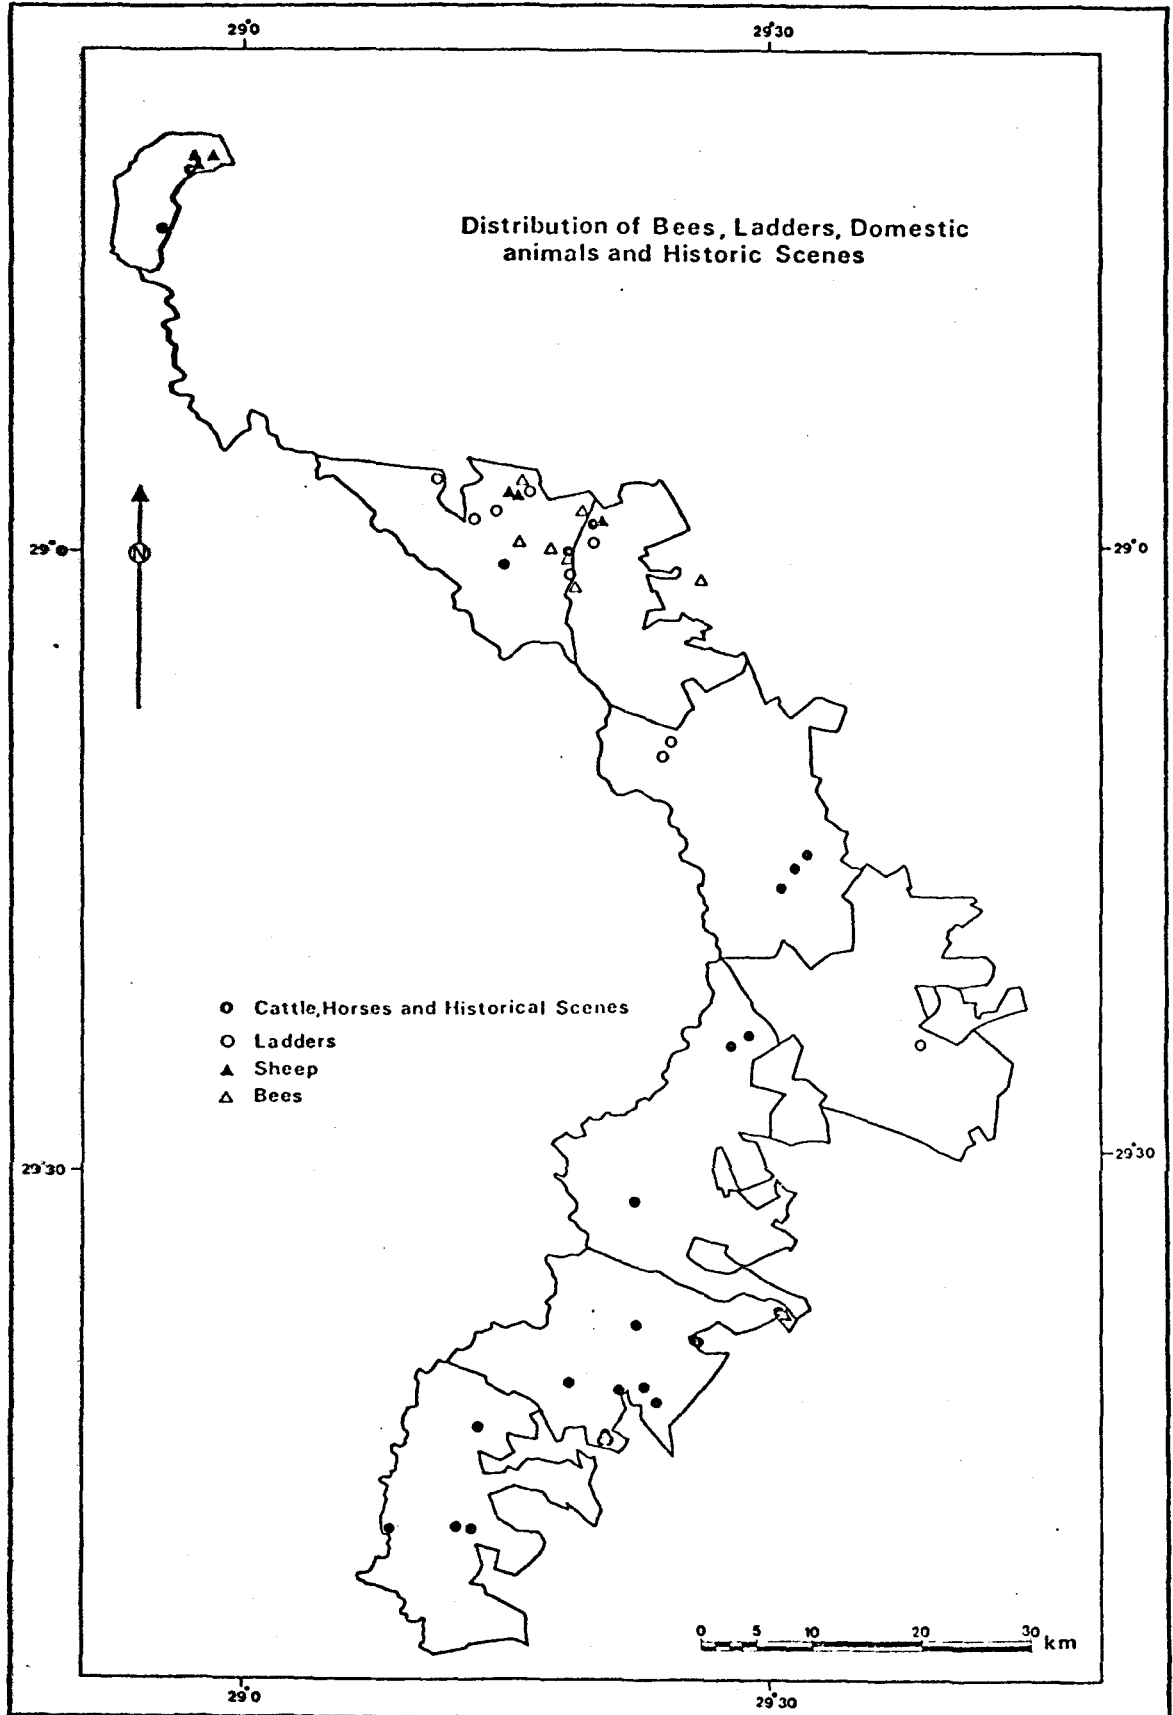 29°0
29°30
Distribution of Bees, Ladders, Domestic
animals and Historic Scenes
N
29°0
29°0
Cattle,Horses and Historical Scenes
Ladders
Sheep
Bees
29°30
29°30
0 5 10 20 30 km
29°0
29°30